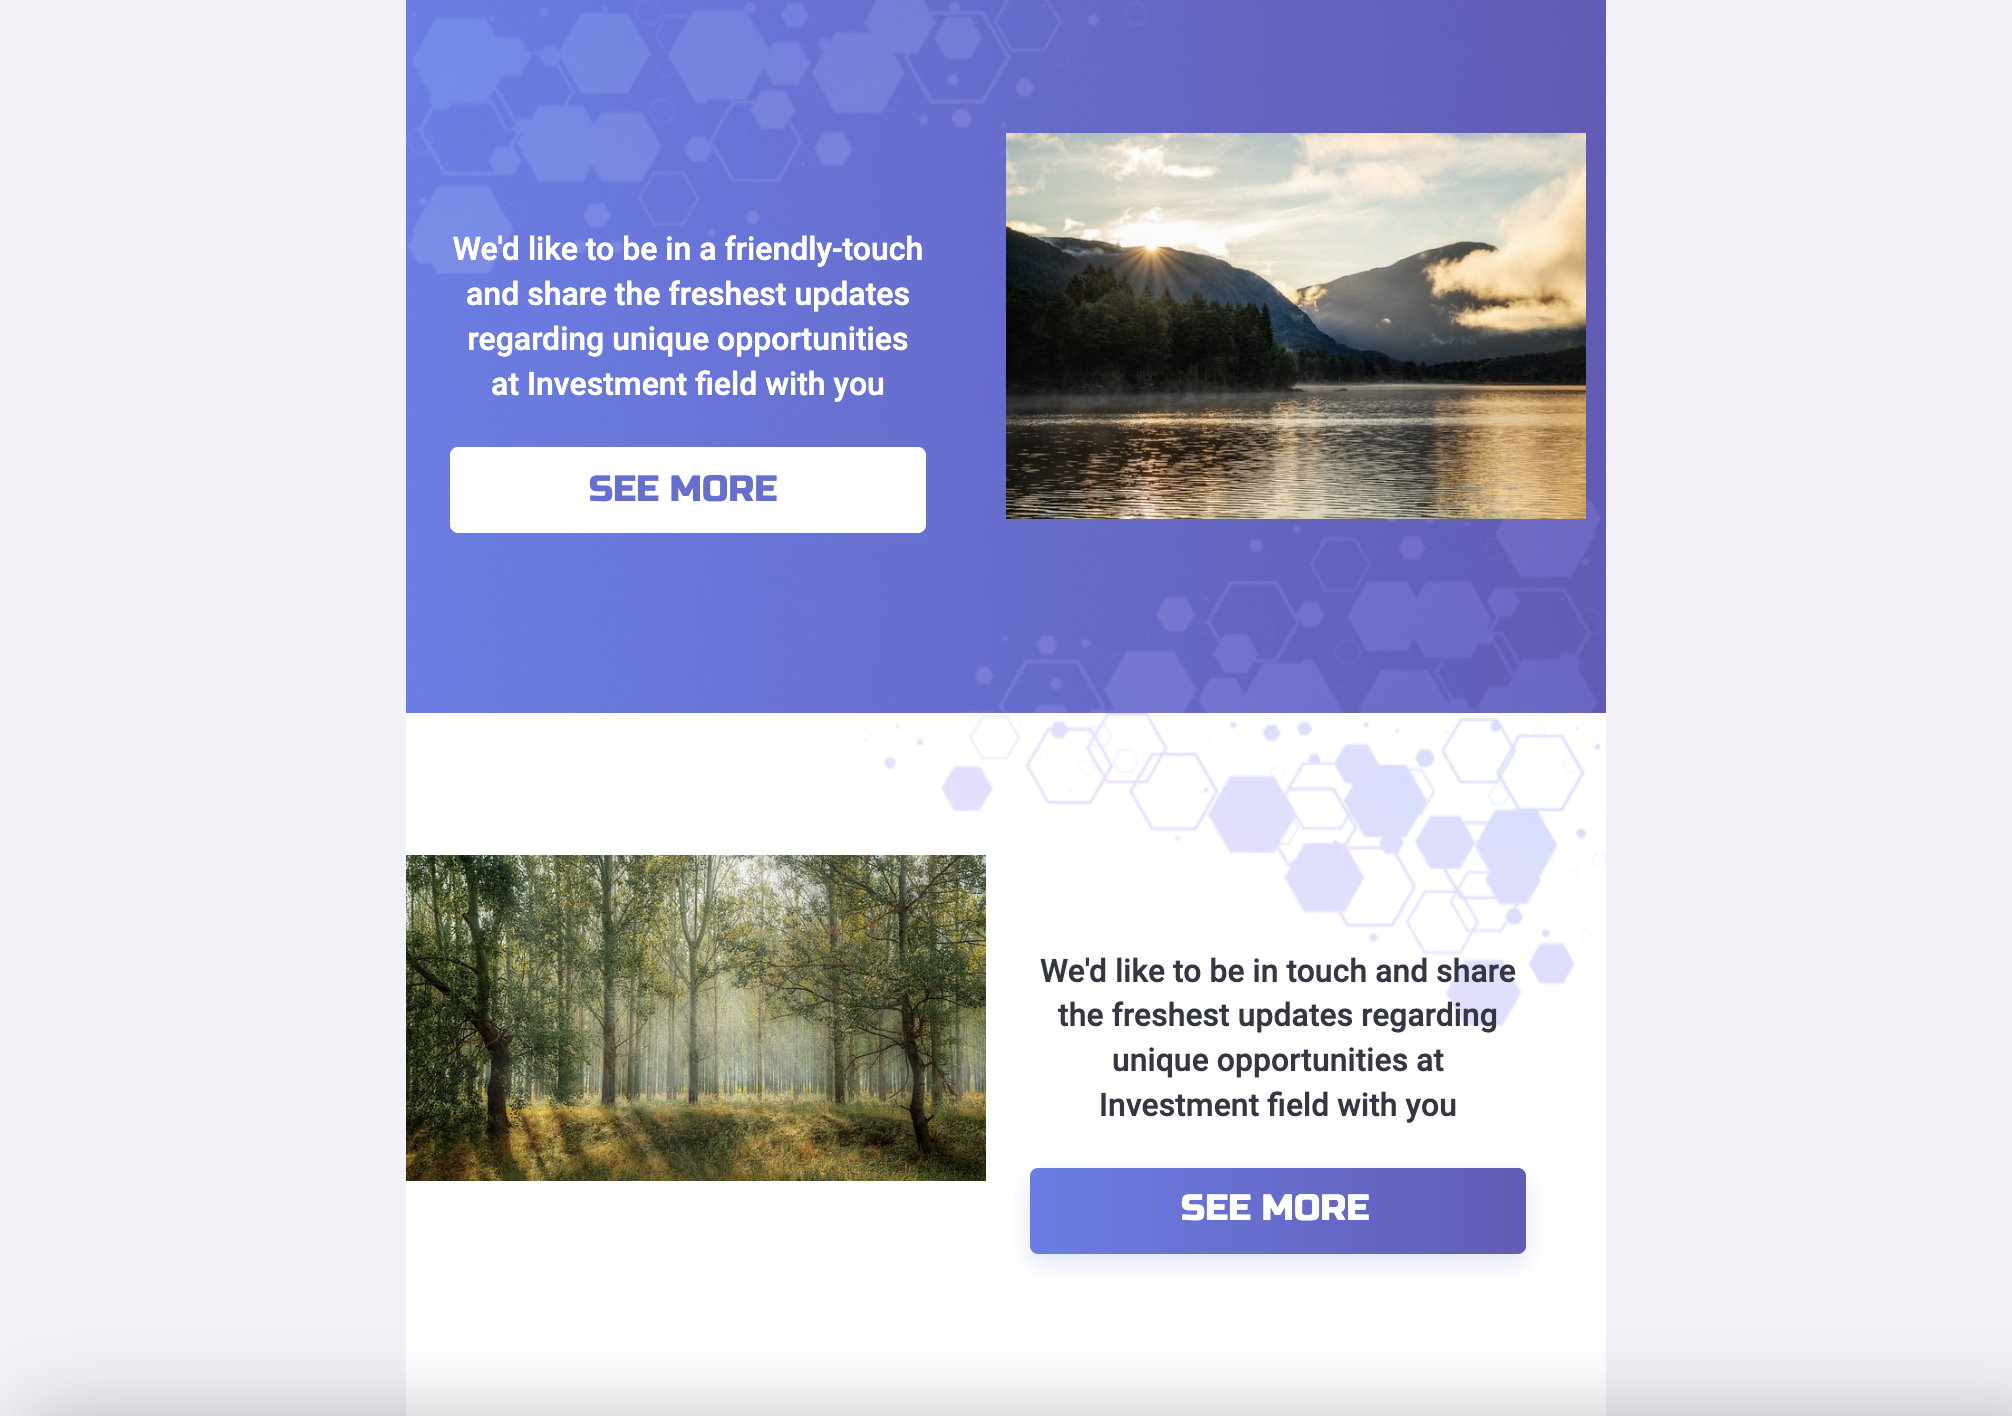 We'd like to be in a friendly-touch
and share the freshest updates
regarding unique opportunities
at Investment field with you
SEE MORE
We'd like to be in touch and share
the freshest updates regarding
unique opportunities at
Investment field with you
SEE MORE